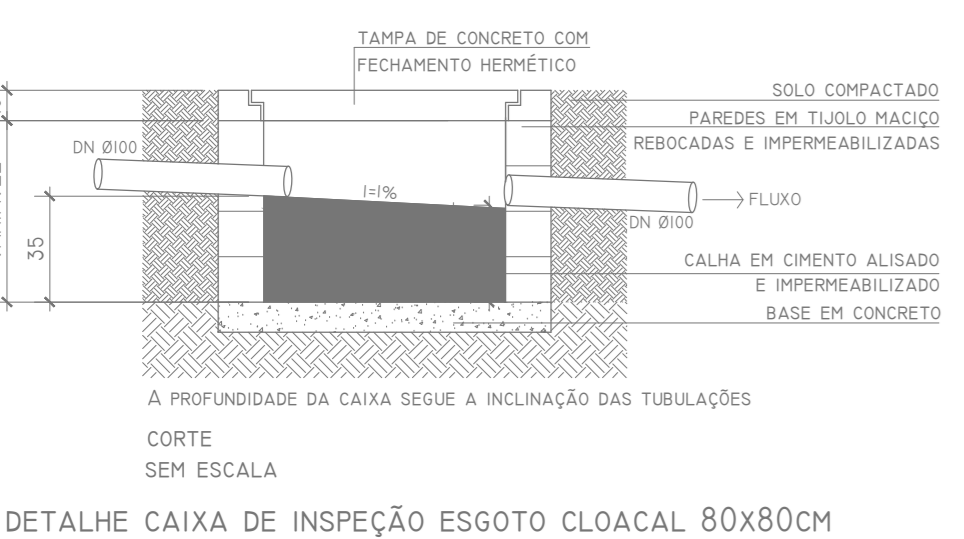 TAMPA DE CONCRETO COM
FECHAMENTO HERMÉTICO
SOLO COMPACTADO
PAREDES EM TIJOLO MACIÇO
REBOCADAS E IMPERMEABILIZADAS
DN Ø100
I=1%
FLUXO
DN Ø100
35
CALHA EM CIMENTO ALISADO
E IMPERMEABILIZADO
BASE EM CONCRETO
A PROFUNDIDADE DA CAIXA SEGUE A INCLINAÇÃO DAS TUBULAÇÕES
CORTE
SEM ESCALA
DETALHE CAIXA DE INSPEÇÃO ESGOTO CLOACAL 80X80CM